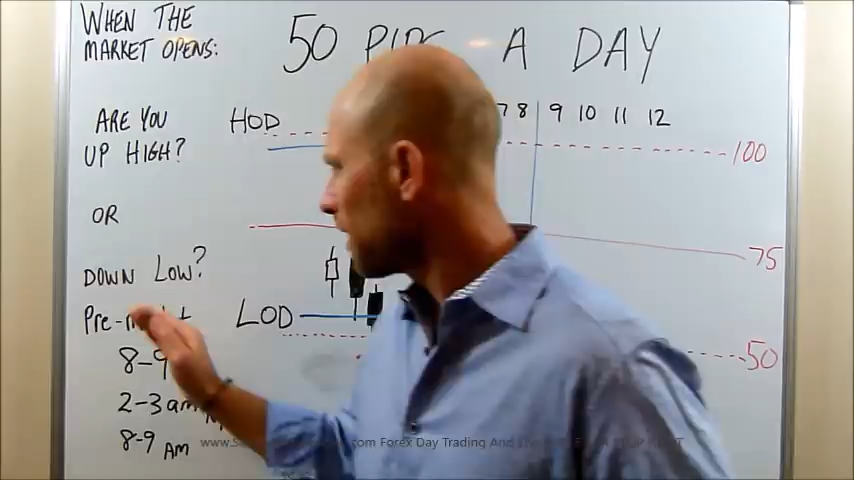 WHEN THE
MARKET OPENS:
50 PIPS A DAY
ARE YOU
UP HIGH?
OR
DOWN LOW?
8-9
2-3 am
8-9 AM
HOD
LOD
7 8 9 10 11 12
100
75
50
Forex Day Trading And